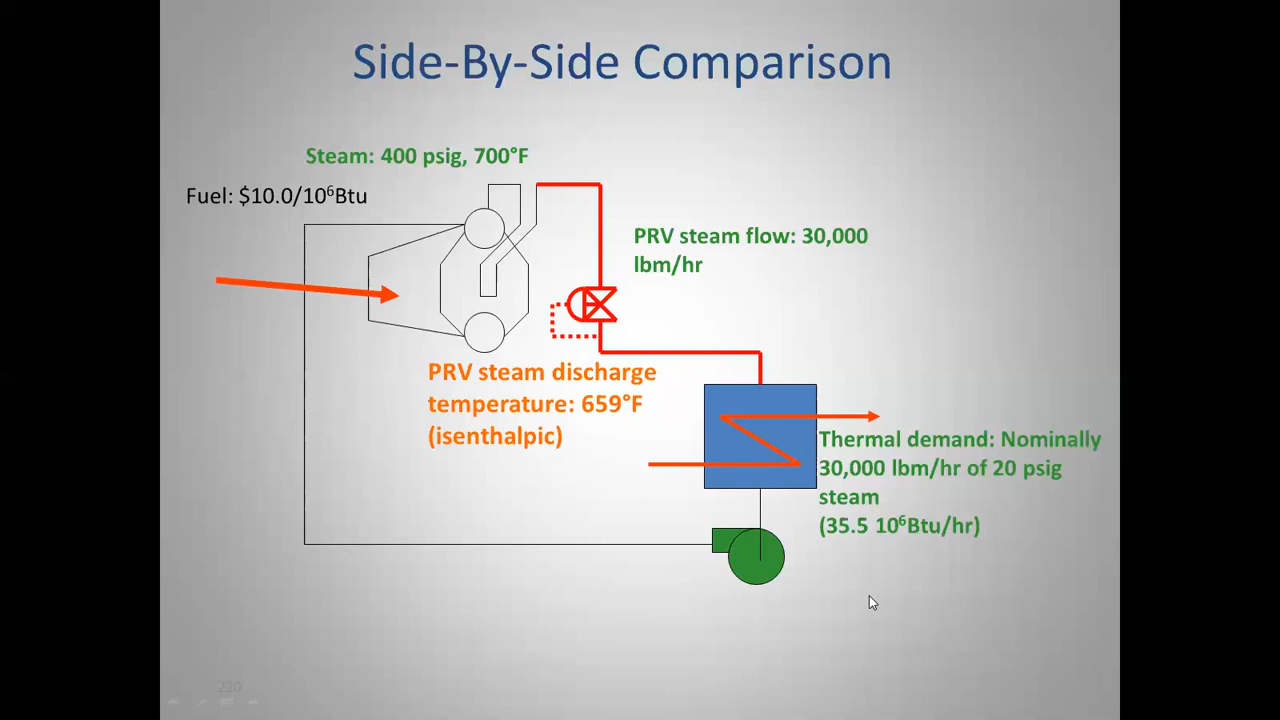 Side-By-Side Comparison
Steam: 400 psig, 700°F
Fuel: $10.0/10⁶Btu
PRV steam flow: 30,000
lbm/hr
PRV steam discharge
temperature: 659°F
(isenthalpic)
Thermal demand: Nominally
30,000 lbm/hr of 20 psig
steam
(35.5 10⁶Btu/hr)
220